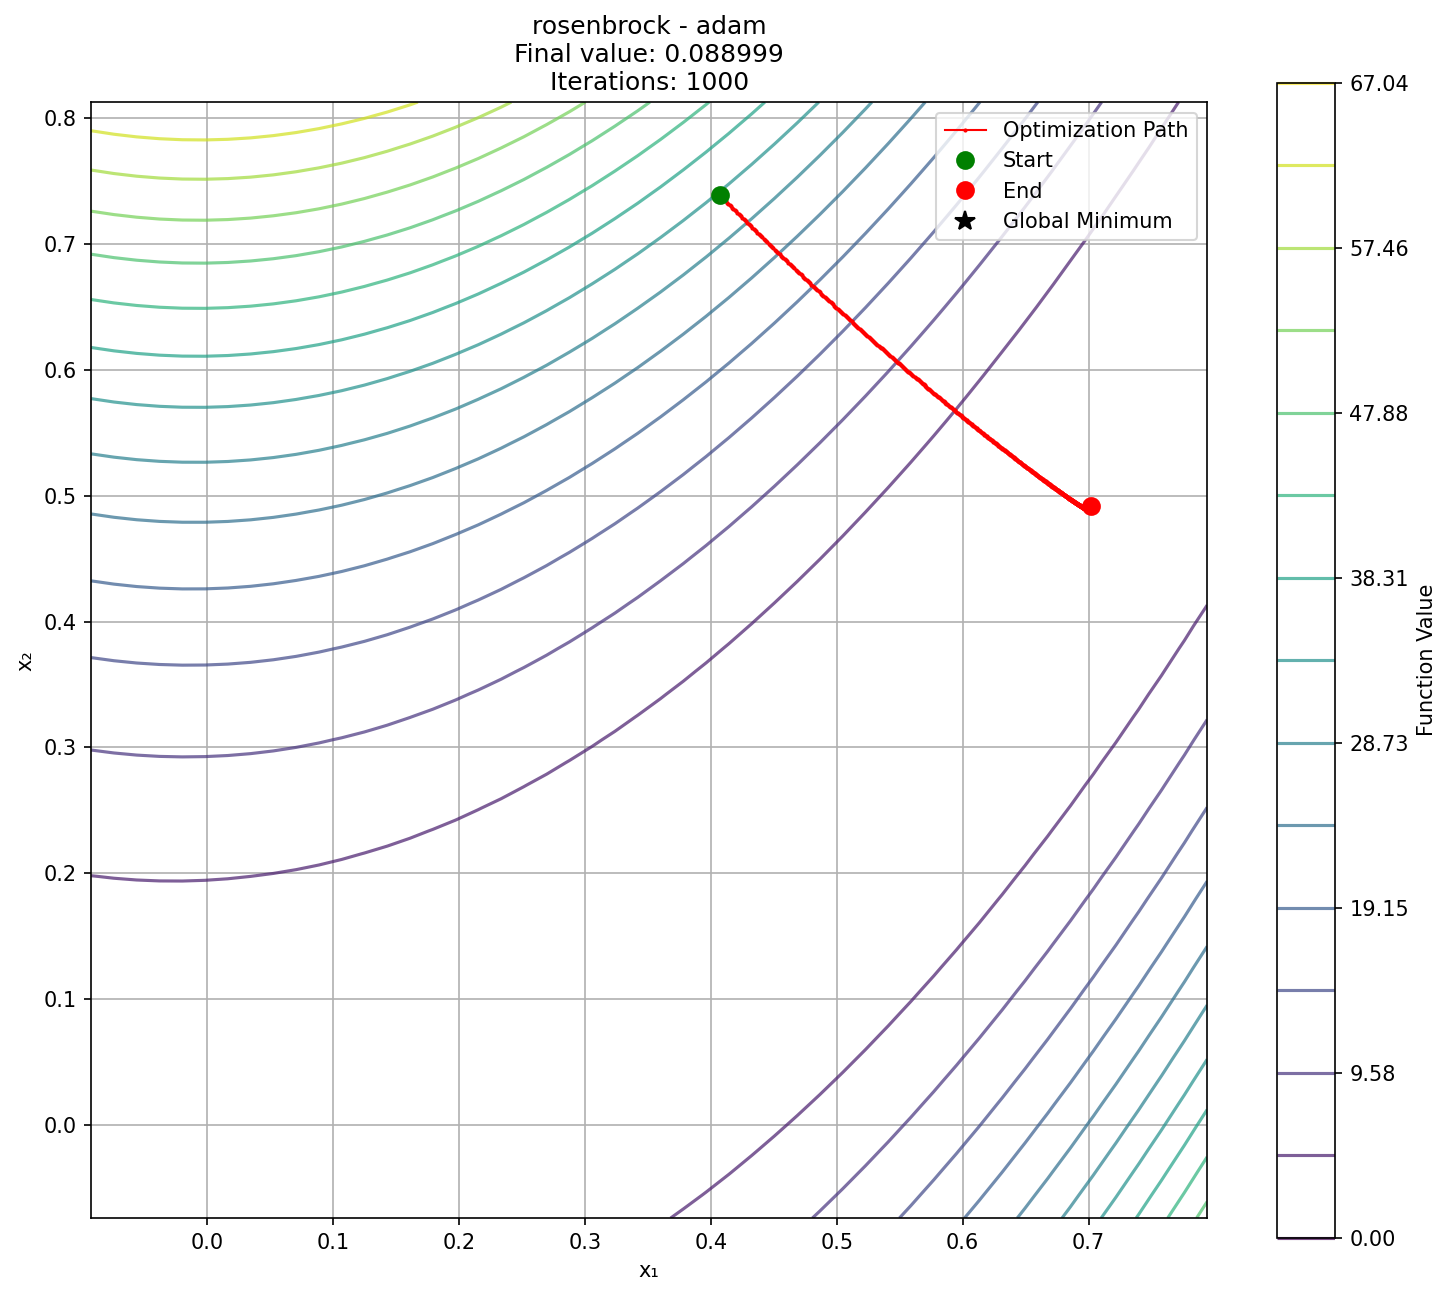 rosenbrock - adam
Final value: 0.088999
Iterations: 1000
Optimization Path
Start
End
Global Minimum
0.8
0.7
0.6
0.5
0.4
0.3
0.2
0.1
0.0
x₂
0.0 0.1 0.2 0.3 0.4 0.5 0.6 0.7
x₁
67.04
57.46
47.88
38.31
28.73
19.15
9.58
0.00
Function Value